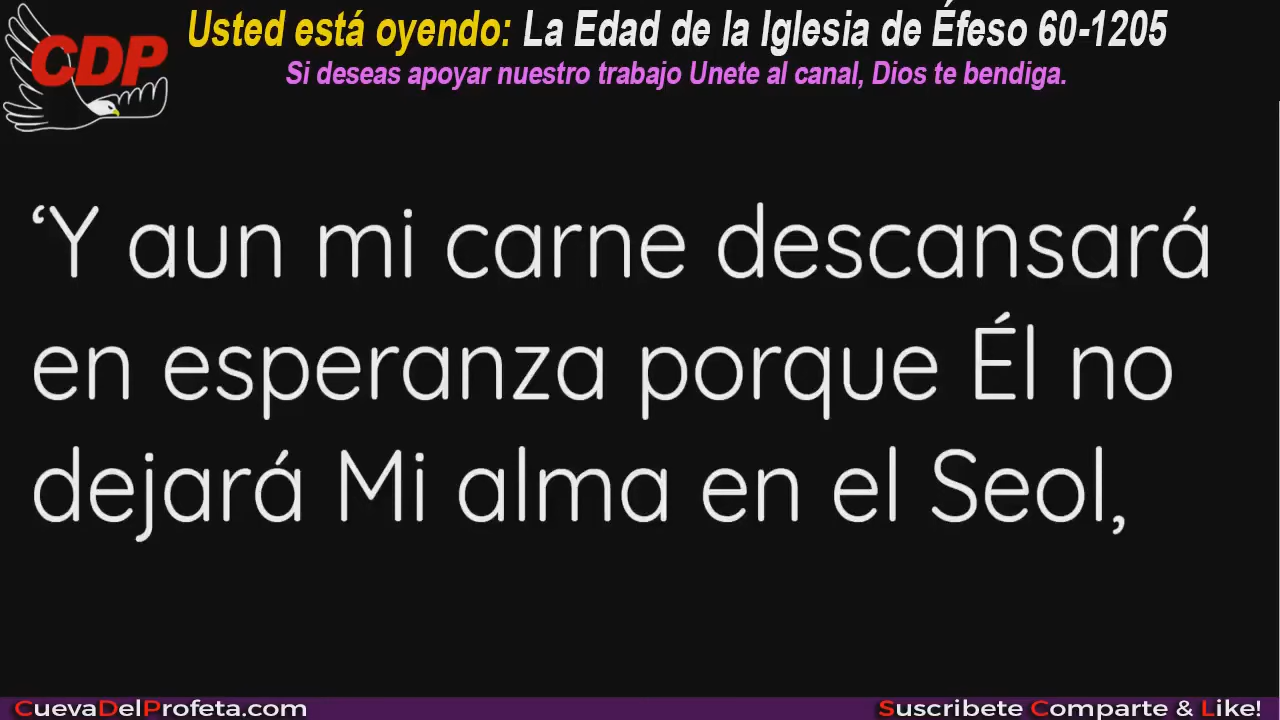 CDP
Usted está oyendo: La Edad de la Iglesia de Éfeso 60-1205
Si deseas apoyar nuestro trabajo Unete al canal, Dios te bendiga.
‘Y aun mi carne descansará
en esperanza porque Él no
dejará Mi alma en el Seol,
CuevaDelProfeta.com
Suscribete Comparte & Like!